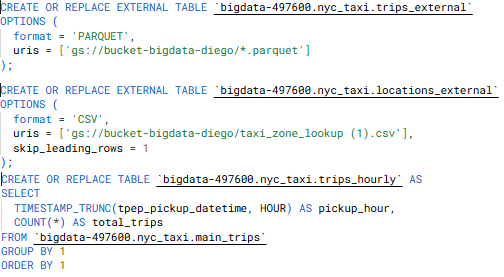 CREATE OR REPLACE EXTERNAL TABLE `bigdata-497600.nyc_taxi.trips_external`
OPTIONS (
  format = 'PARQUET',
  uris = ['gs://bucket-bigdata-diego/*.parquet']
);
CREATE OR REPLACE EXTERNAL TABLE `bigdata-497600.nyc_taxi.locations_external`
OPTIONS (
  format = 'CSV',
  uris = ['gs://bucket-bigdata-diego/taxi_zone_lookup (1).csv'],
  skip_leading_rows = 1
);
CREATE OR REPLACE TABLE `bigdata-497600.nyc_taxi.trips_hourly` AS
SELECT
  TIMESTAMP_TRUNC(tpep_pickup_datetime, HOUR) AS pickup_hour,
  COUNT(*) AS total_trips
FROM `bigdata-497600.nyc_taxi.main_trips`
GROUP BY 1
ORDER BY 1